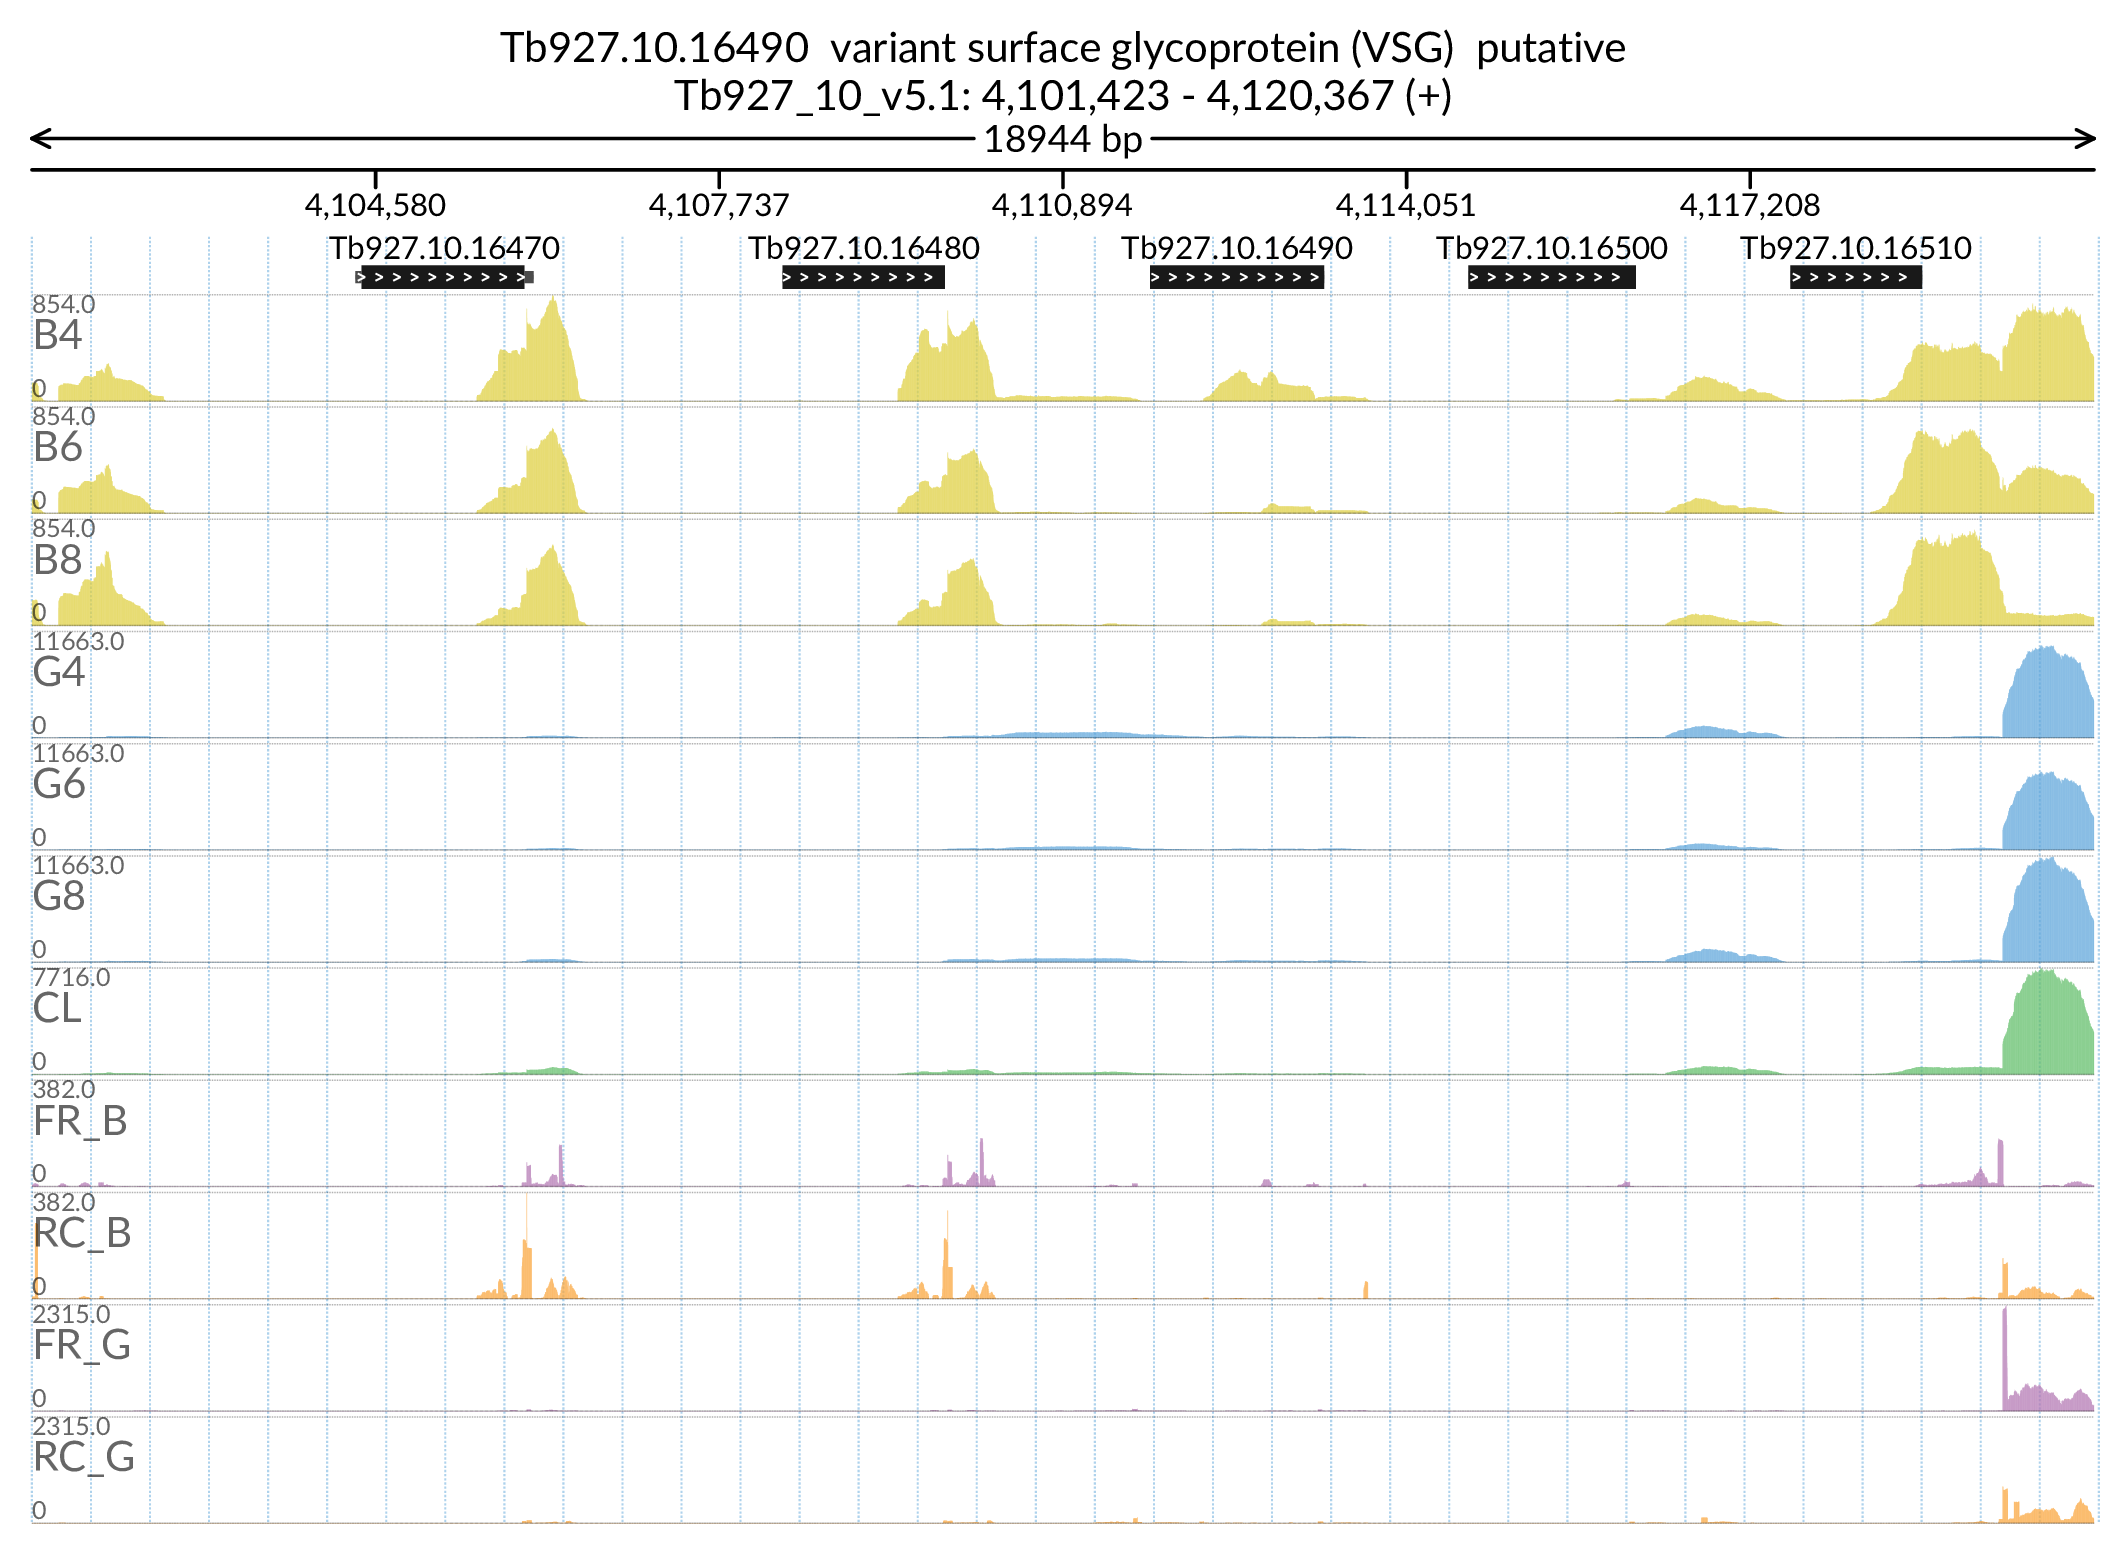 Tb927.10.16490  variant surface glycoprotein (VSG)  putative
Tb927_10_v5.1: 4,101,423 - 4,120,367 (+)
18944 bp
4,104,580 4,107,737 4,110,894 4,114,051 4,117,208
Tb927.10.16470 Tb927.10.16480 Tb927.10.16490 Tb927.10.16500 Tb927.10.16510
854.0
B4
0
854.0
B6
0
854.0
B8
0
11663.0
G4
0
11663.0
G6
0
11663.0
G8
0
7716.0
CL
0
382.0
FR_B
0
382.0
RC_B
0
2315.0
FR_G
0
2315.0
RC_G
0